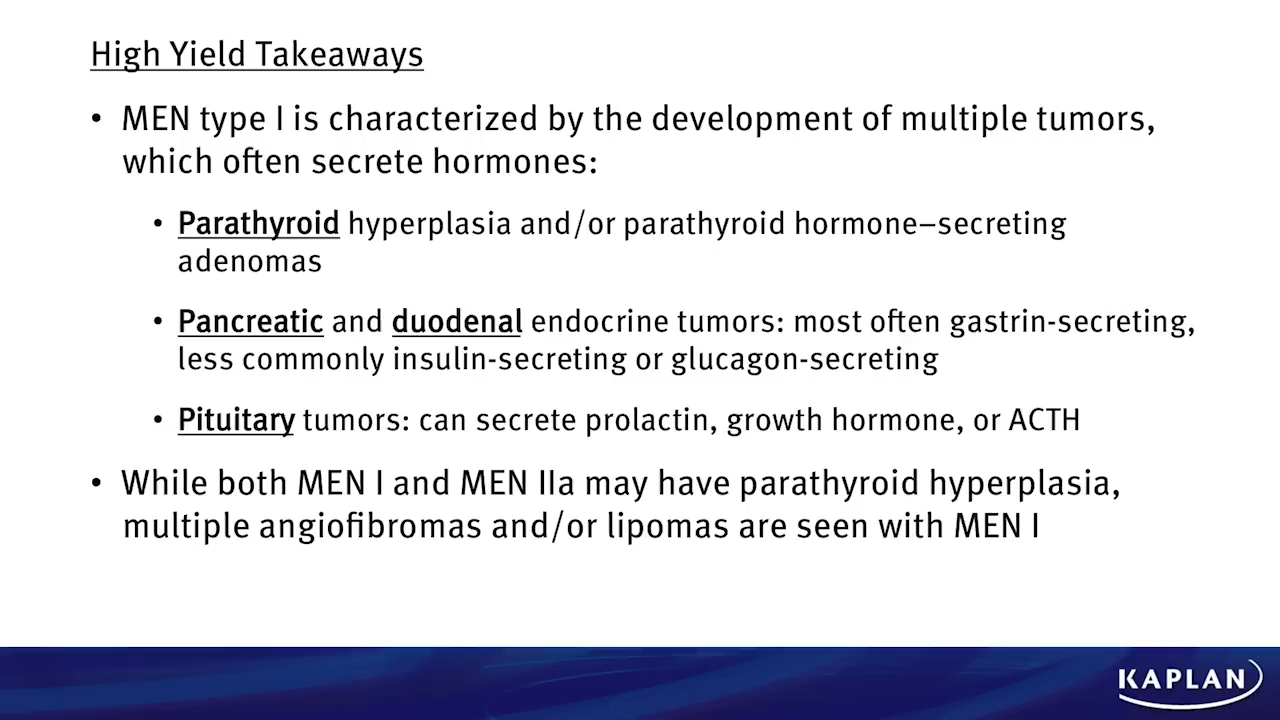 High Yield Takeaways
• MEN type I is characterized by the development of multiple tumors,
which often secrete hormones:
• Parathyroid hyperplasia and/or parathyroid hormone–secreting
adenomas
• Pancreatic and duodenal endocrine tumors: most often gastrin-secreting,
less commonly insulin-secreting or glucagon-secreting
• Pituitary tumors: can secrete prolactin, growth hormone, or ACTH
• While both MEN I and MEN IIa may have parathyroid hyperplasia,
multiple angiofibromas and/or lipomas are seen with MEN I
KAPLAN